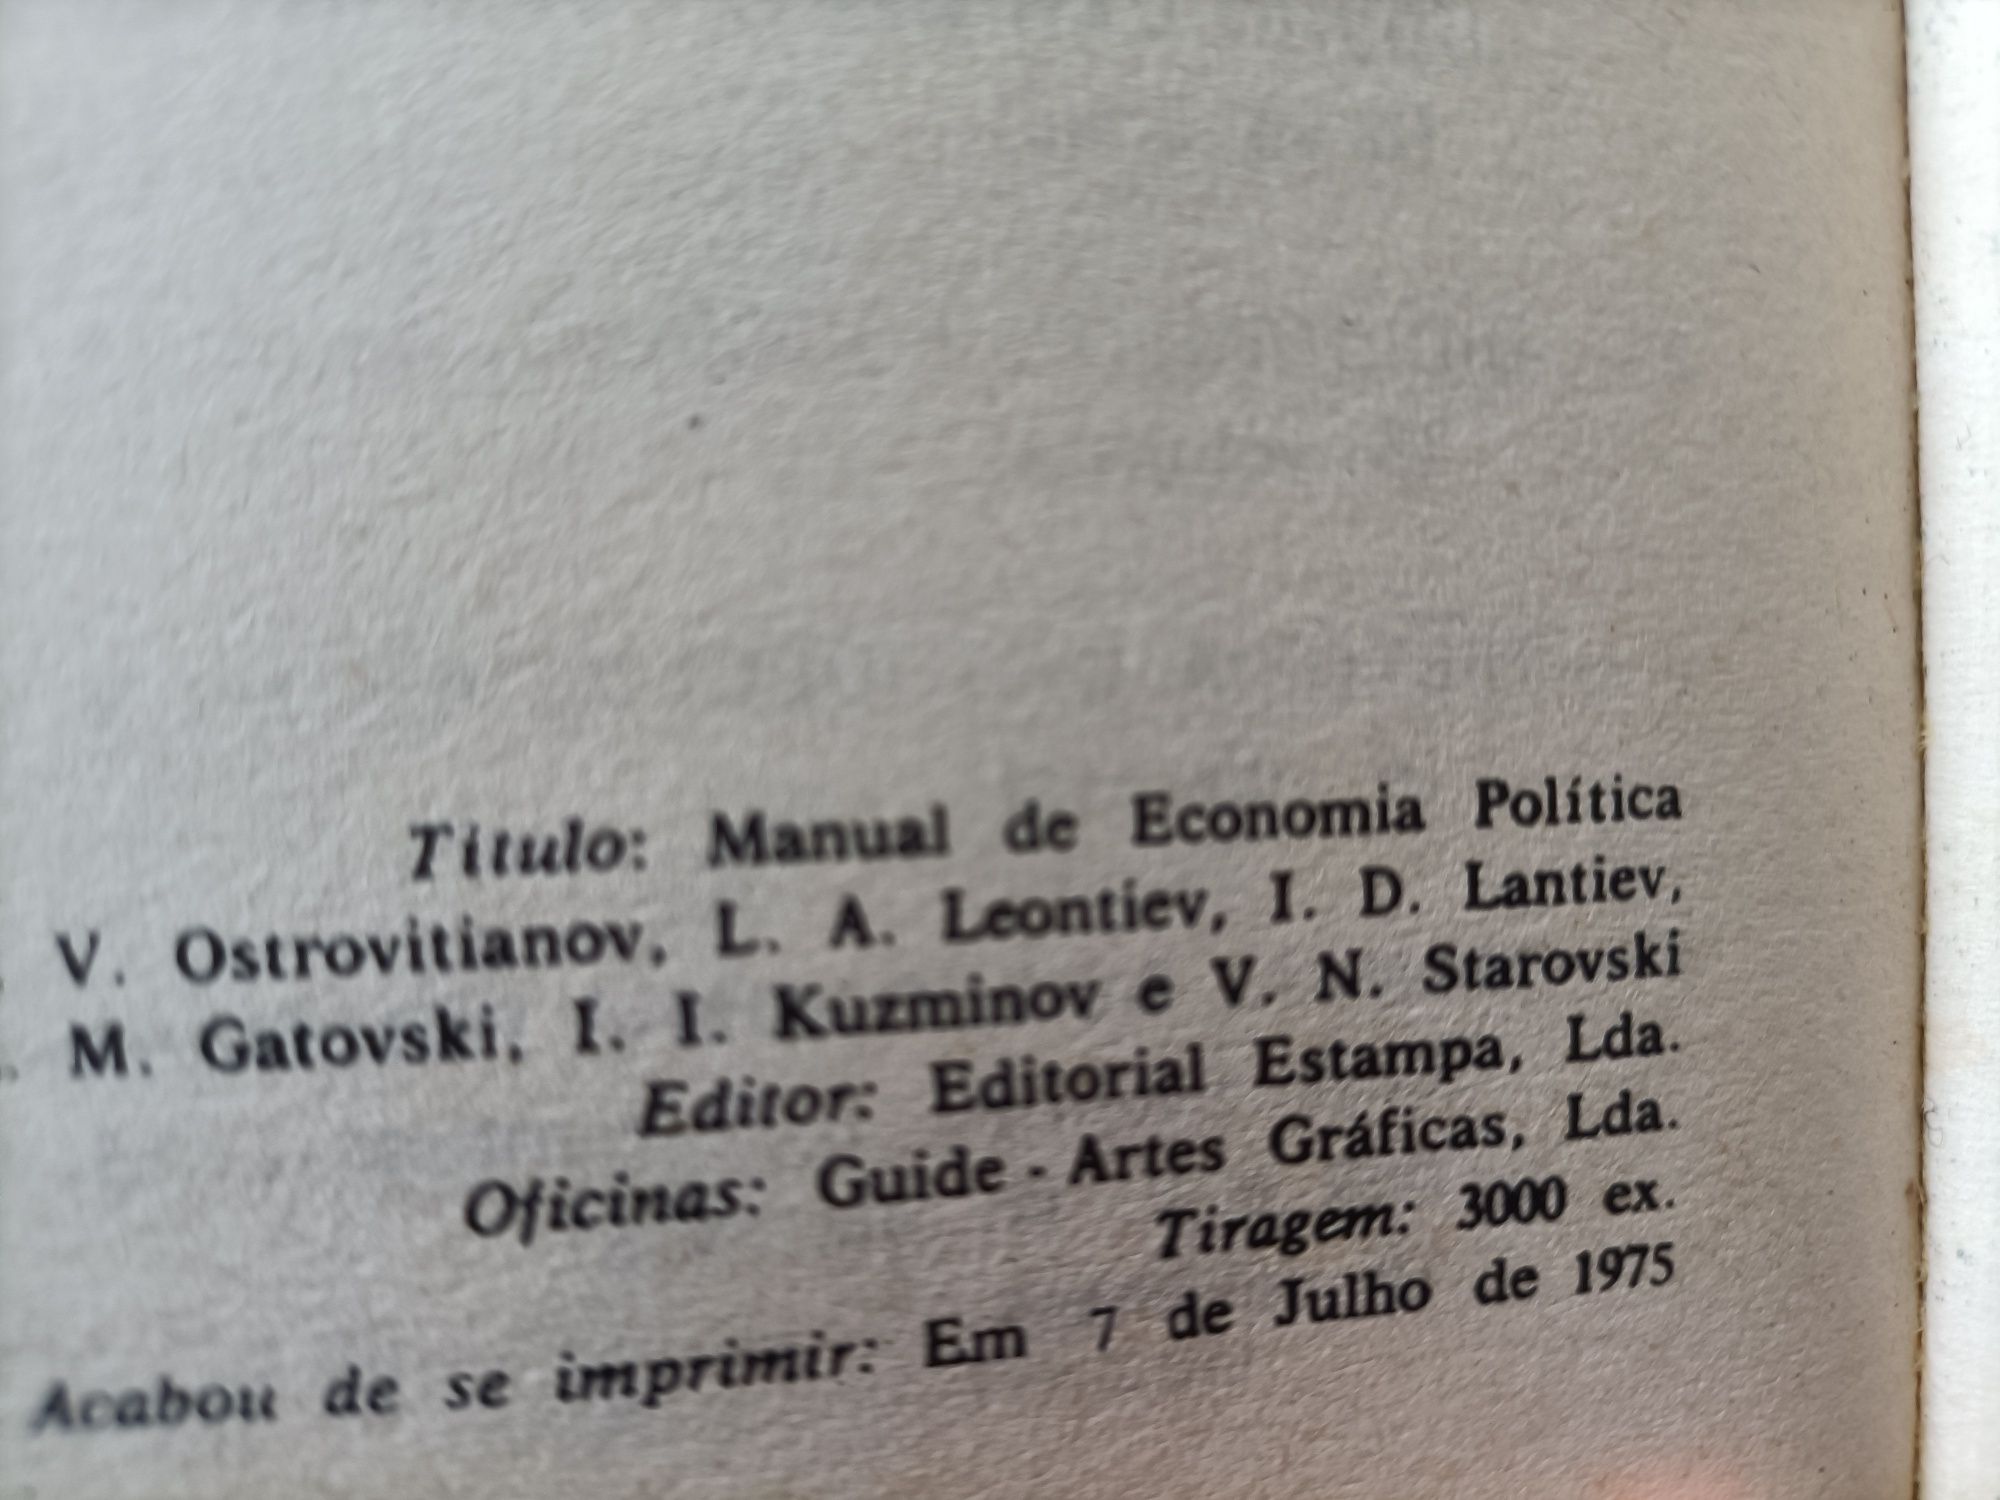 Título: Manual de Economia Política
V. Ostrovitianov, L. A. Leontiev, I. D. Lantiev,
M. Gatovski, I. I. Kuzminov e V. N. Starovski
Editor: Editorial Estampa, Lda.
Oficinas: Guide - Artes Gráficas, Lda.
Tiragem: 3000 ex.
Acabou de se imprimir: Em 7 de Julho de 1975